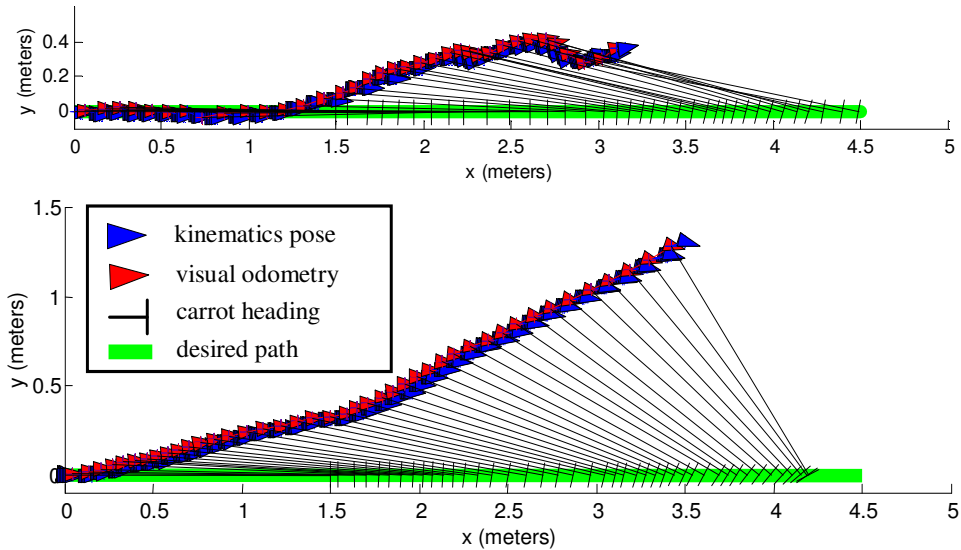 y (meters)
0.4
0.2
0
0 0.5 1 1.5 2 2.5 3 3.5 4 4.5 5
x (meters)
y (meters)
1.5
1
0.5
0
kinematics pose
visual odometry
carrot heading
desired path
0 0.5 1 1.5 2 2.5 3 3.5 4 4.5 5
x (meters)